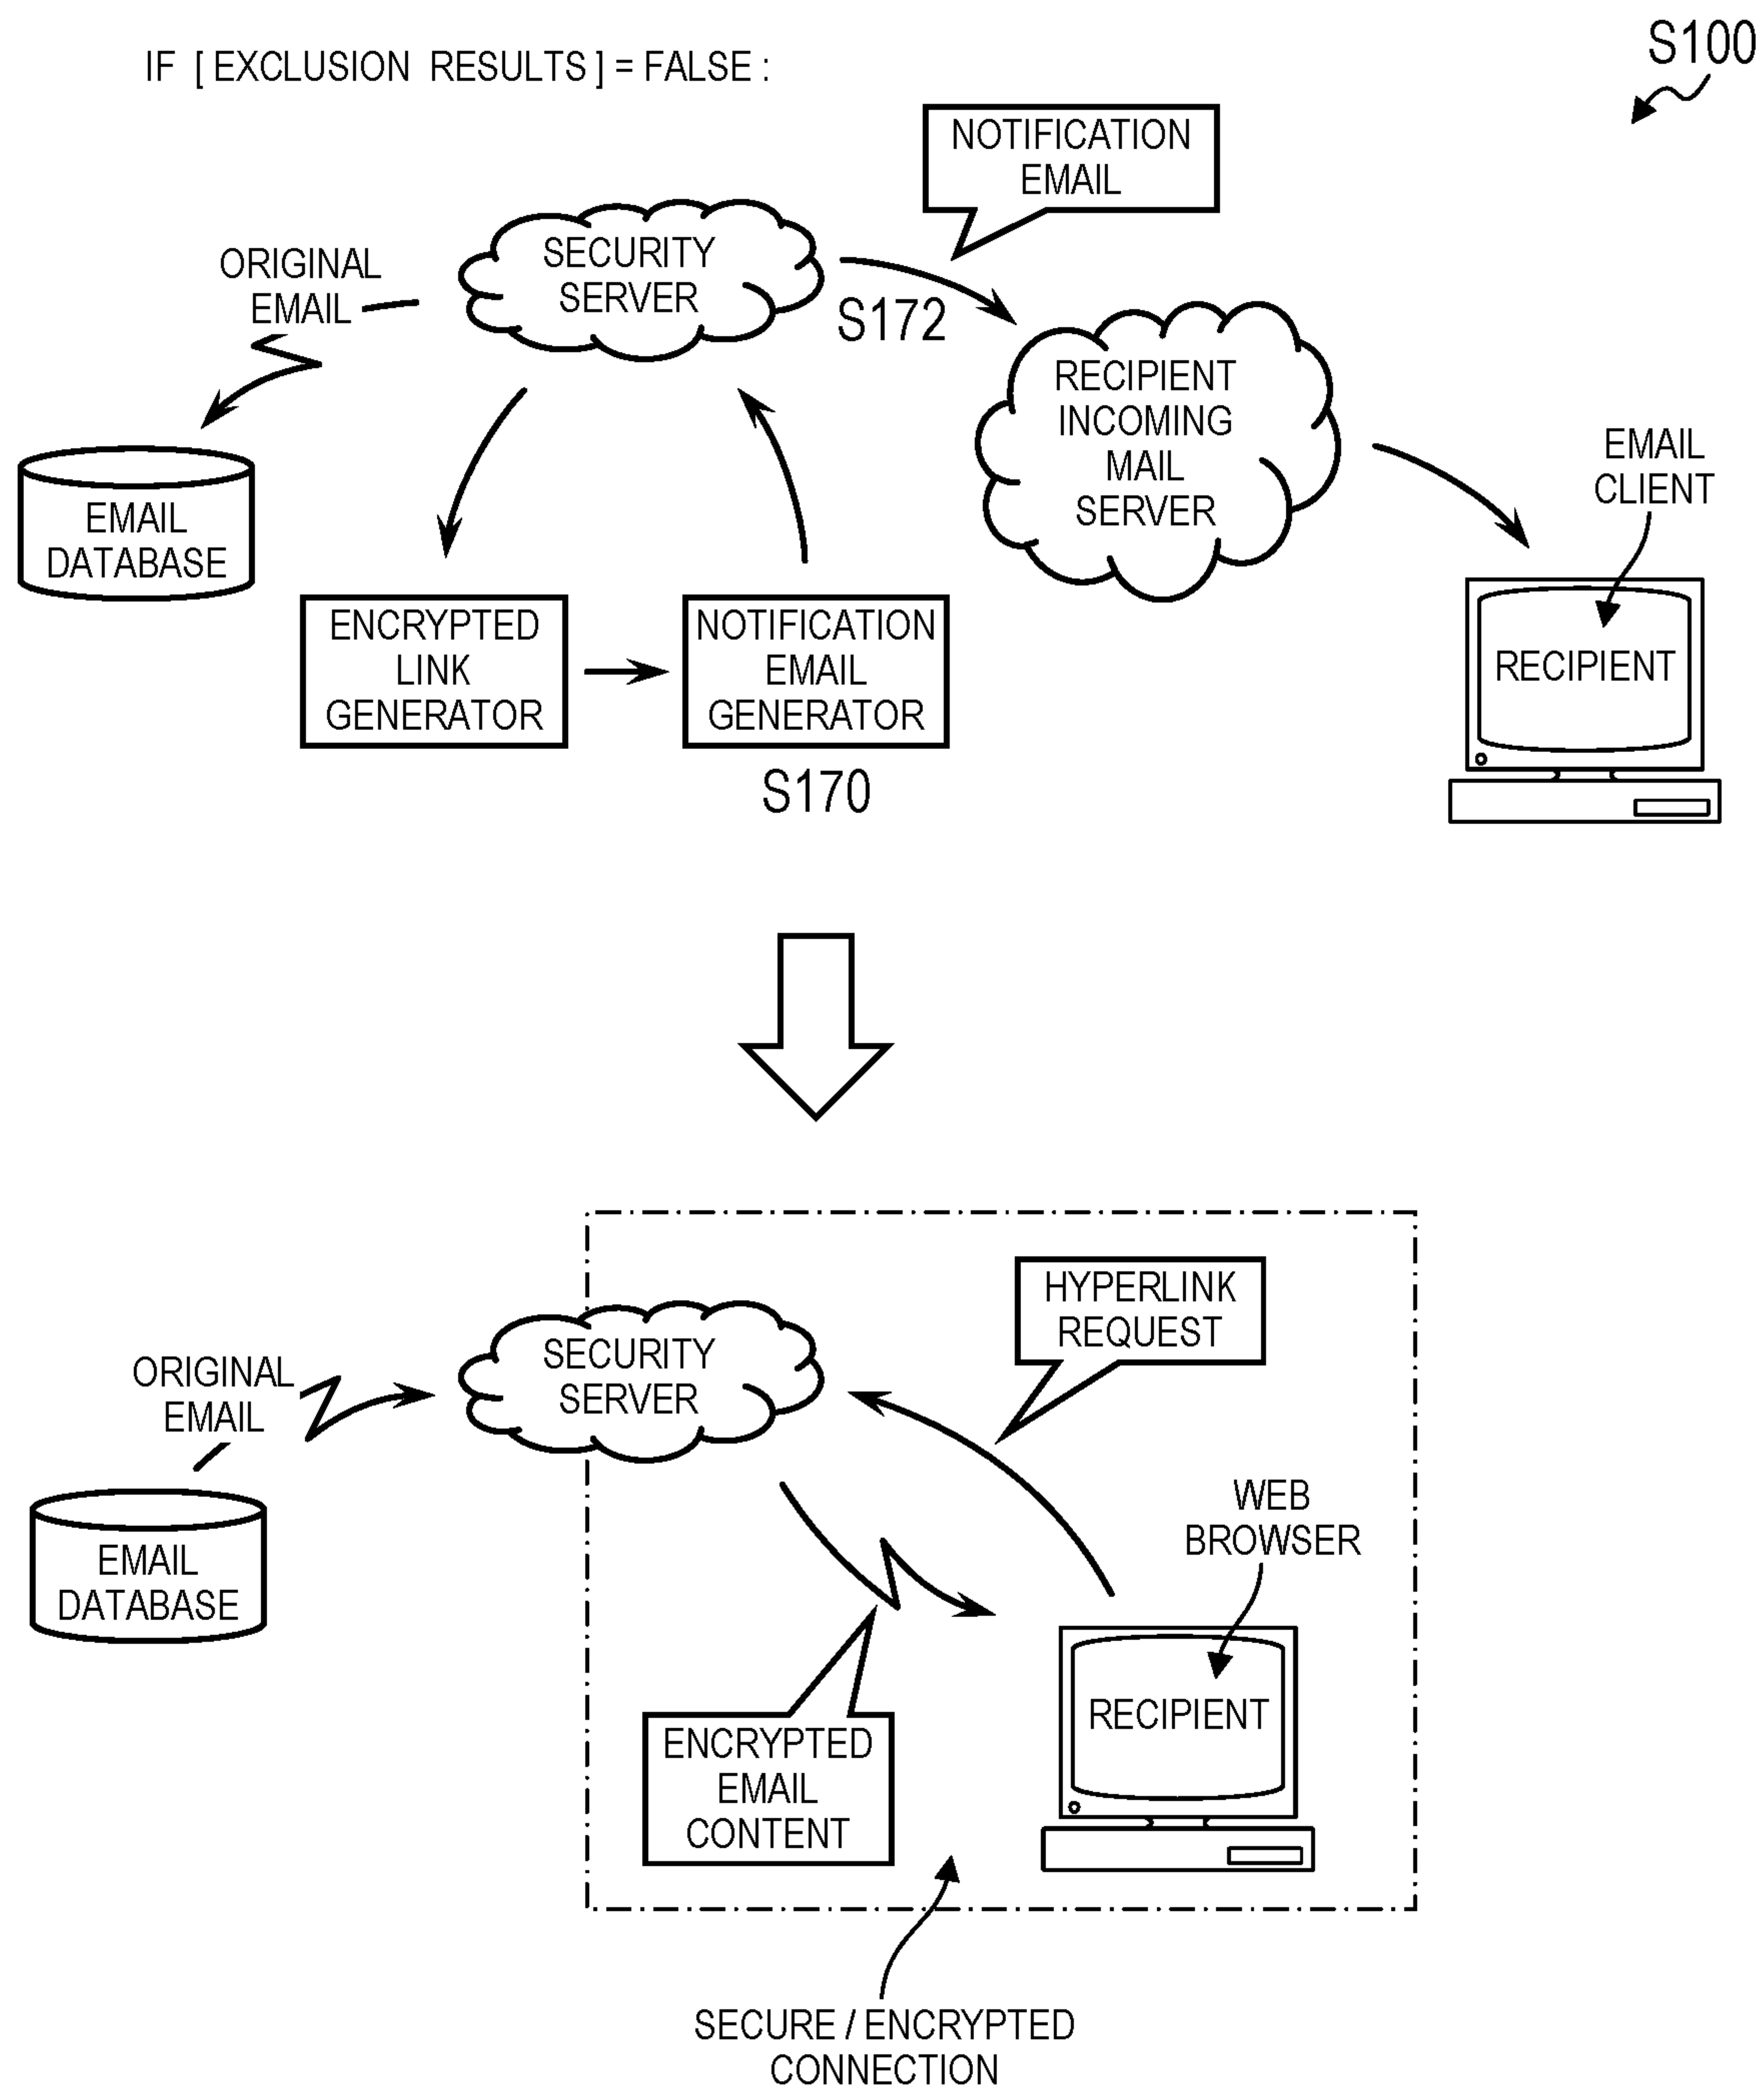 S100
IF [ EXCLUSION RESULTS ] = FALSE :
NOTIFICATION
EMAIL
ORIGINAL
EMAIL
SECURITY
SERVER
S172
RECIPIENT
INCOMING
MAIL
SERVER
EMAIL
CLIENT
EMAIL
DATABASE
ENCRYPTED
LINK
GENERATOR
NOTIFICATION
EMAIL
GENERATOR
S170
RECIPIENT
HYPERLINK
REQUEST
SECURITY
SERVER
ORIGINAL
EMAIL
WEB
BROWSER
EMAIL
DATABASE
RECIPIENT
ENCRYPTED
EMAIL
CONTENT
SECURE / ENCRYPTED
CONNECTION